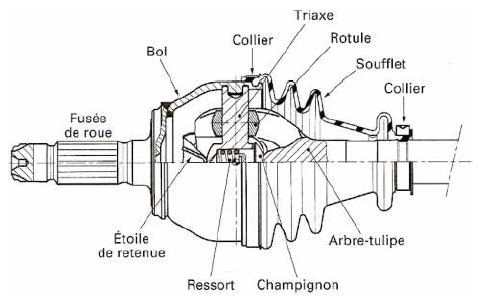 Triaxe
Collier
Rotule
Bol
Soufflet
Collier
Fusée
de roue
Étoile
de retenue
Arbre-tulipe
Ressort
Champignon